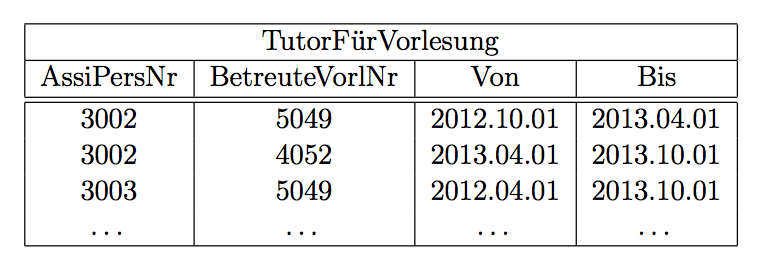 TutorFürVorlesung
AssiPersNr BetreuteVorlNr Von Bis
3002 5049 2012.10.01 2013.04.01
3002 4052 2013.04.01 2013.10.01
3003 5049 2012.04.01 2013.10.01
... ... ... ...